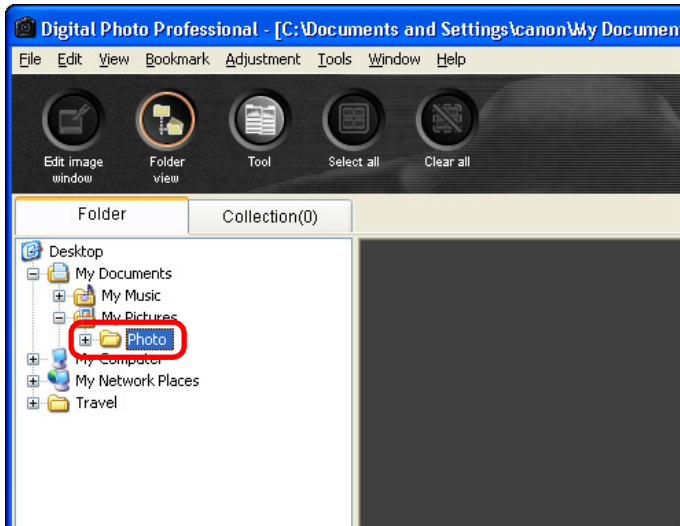 Digital Photo Professional - [C:\Documents and Settings\canon\My Documen
File Edit View Bookmark Adjustment Tools Window Help
Edit image window
Folder view
Tool
Select all
Clear all
Folder
Collection(0)
Desktop
My Documents
My Music
My Pictures
Photo
My Computer
My Network Places
Travel